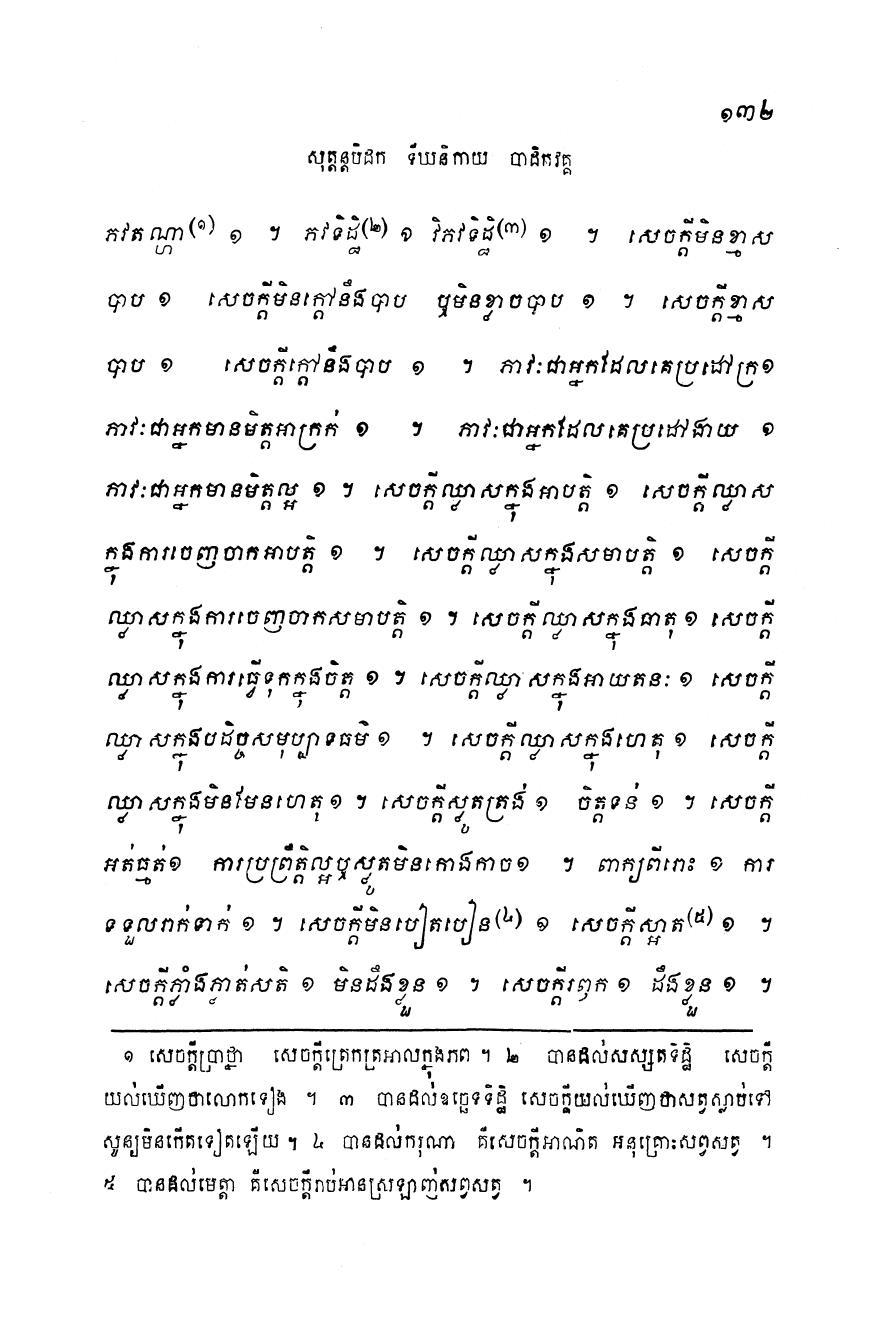 ១៣២
សុត្តន្តបិដក ទីឃនិកាយ បាដិកវគ្គ
ភវតណ្ហា(១) ១ ។ ភវទិដ្ឋិ(២) ១ វិភវទិដ្ឋិ(៣) ១ ។ សេចក្តីមិនខ្មាស
បាប ១ សេចក្តីមិនក្តៅនឹងបាប ឬមិនខ្លាចបាប ១ ។ សេចក្តីខ្មាស
បាប ១ សេចក្តីក្តៅនឹងបាប ១ ។ ភាវៈជាអ្នកដែលគេប្រដៅក្រ១
ភាវៈជាអ្នកមានមិត្តអាក្រក់ ១ ។ ភាវៈជាអ្នកដែលគេប្រដៅងាយ ១
ភាវៈជាអ្នកមានមិត្តល្អ ១ ។ សេចក្តីឈ្លាសក្នុងអាបត្តិ ១ សេចក្តីឈ្លាស
ក្នុងការចេញចាកអាបត្តិ ១ ។ សេចក្តីឈ្លាសក្នុងសមាបត្តិ ១ សេចក្តី
ឈ្លាសក្នុងការចេញចាកសមាបត្តិ ១ ។ សេចក្តីឈ្លាសក្នុងធាតុ ១ សេចក្តី
ឈ្លាសក្នុងការធ្វើទុកក្នុងចិត្ត ១ ។ សេចក្តីឈ្លាសក្នុងអាយតនៈ ១ សេចក្តី
ឈ្លាសក្នុងបដិច្ចសមុប្បាទធម៌ ១ ។ សេចក្តីឈ្លាសក្នុងហេតុ ១ សេចក្តី
ឈ្លាសក្នុងមិនមែនហេតុ១ ។ សេចក្តីស្លូតត្រង់ ១ ចិត្តទន់ ១ ។ សេចក្តី
អត់ធ្មត់១ ការប្រព្រឹត្តិល្អឬស្លូតមិនកោងកាច១ ។ ពាក្យពីរោះ ១ ការ
ទទួលរាក់ទាក់ ១ ។ សេចក្តីមិនបៀតបៀន(៤) ១ សេចក្តីស្អាត(៥) ១ ។
សេចក្តីភ្លាំងភ្លាត់សតិ ១ មិនដឹងខ្លួន ១ ។ សេចក្តីរឭក ១ ដឹងខ្លួន ១ ។
១ សេចក្តីប្រាថ្នា សេចក្តីត្រេកត្រអាលក្នុងភព ។ ២ បានដល់សស្សតទិដ្ឋិ សេចក្តី
យល់ឃើញថាលោកទៀង ។ ៣ បានដល់ឧច្ឆេទទិដ្ឋិ សេចក្តីយល់ឃើញថាសត្វស្លាប់ទៅ
សូន្យមិនកើតទៀតឡើយ ។ ៤ បានដល់ករុណា គឺសេចក្តីអាណិត អនុគ្រោះសព្វសត្វ ។
៥ បានដល់មេត្តា គឺសេចក្តីរាប់អានស្រឡាញ់សព្វសត្វ ។